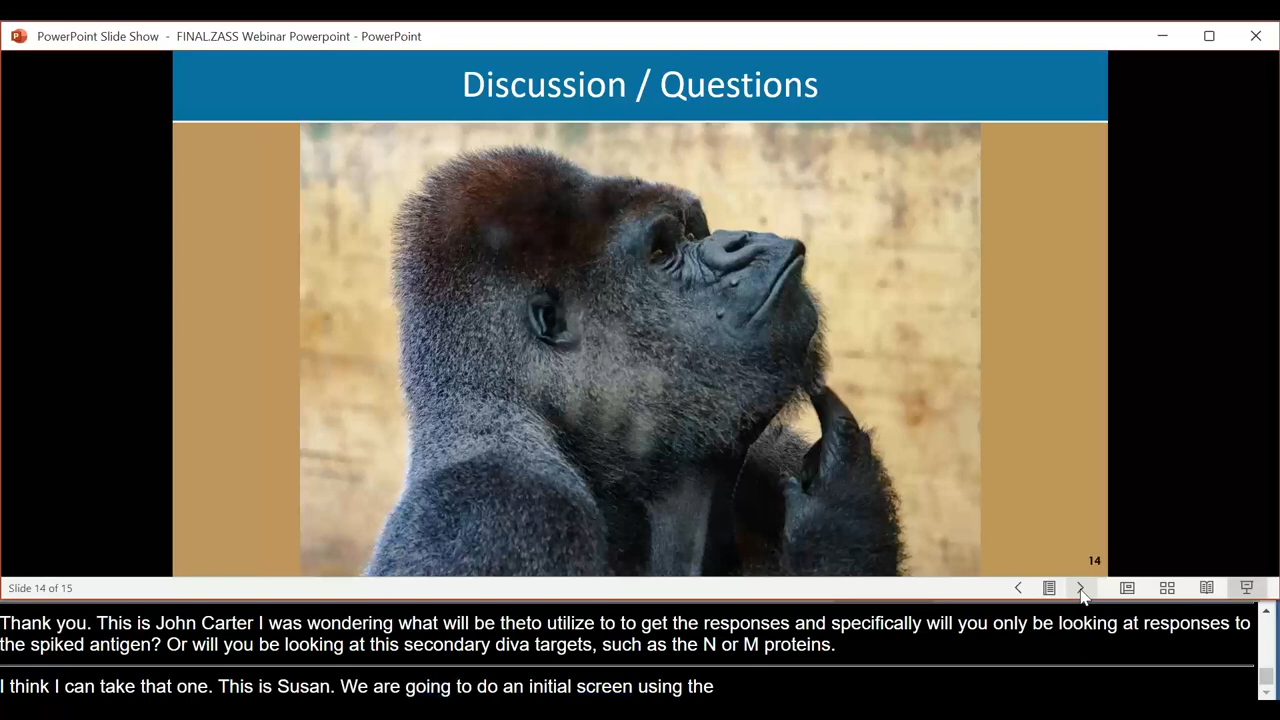 PowerPoint Slide Show - FINAL.ZASS Webinar Powerpoint - PowerPoint
Discussion / Questions
14
Slide 14 of 15
Thank you. This is John Carter I was wondering what will be theto utilize to to get the responses and specifically will you only be looking at responses to
the spiked antigen? Or will you be looking at this secondary diva targets, such as the N or M proteins.
I think I can take that one. This is Susan. We are going to do an initial screen using the